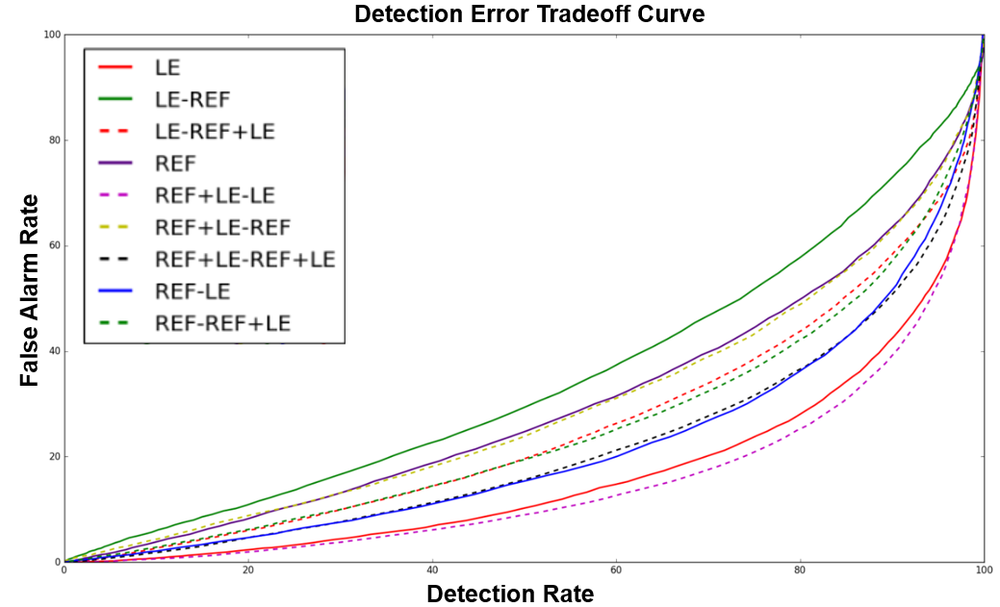 Detection Error Tradeoff Curve
100
80
60
40
20
0
False Alarm Rate
LE
LE-REF
LE-REF+LE
REF
REF+LE-LE
REF+LE-REF
REF+LE-REF+LE
REF-LE
REF-REF+LE
0 20 40 60 80 100
Detection Rate